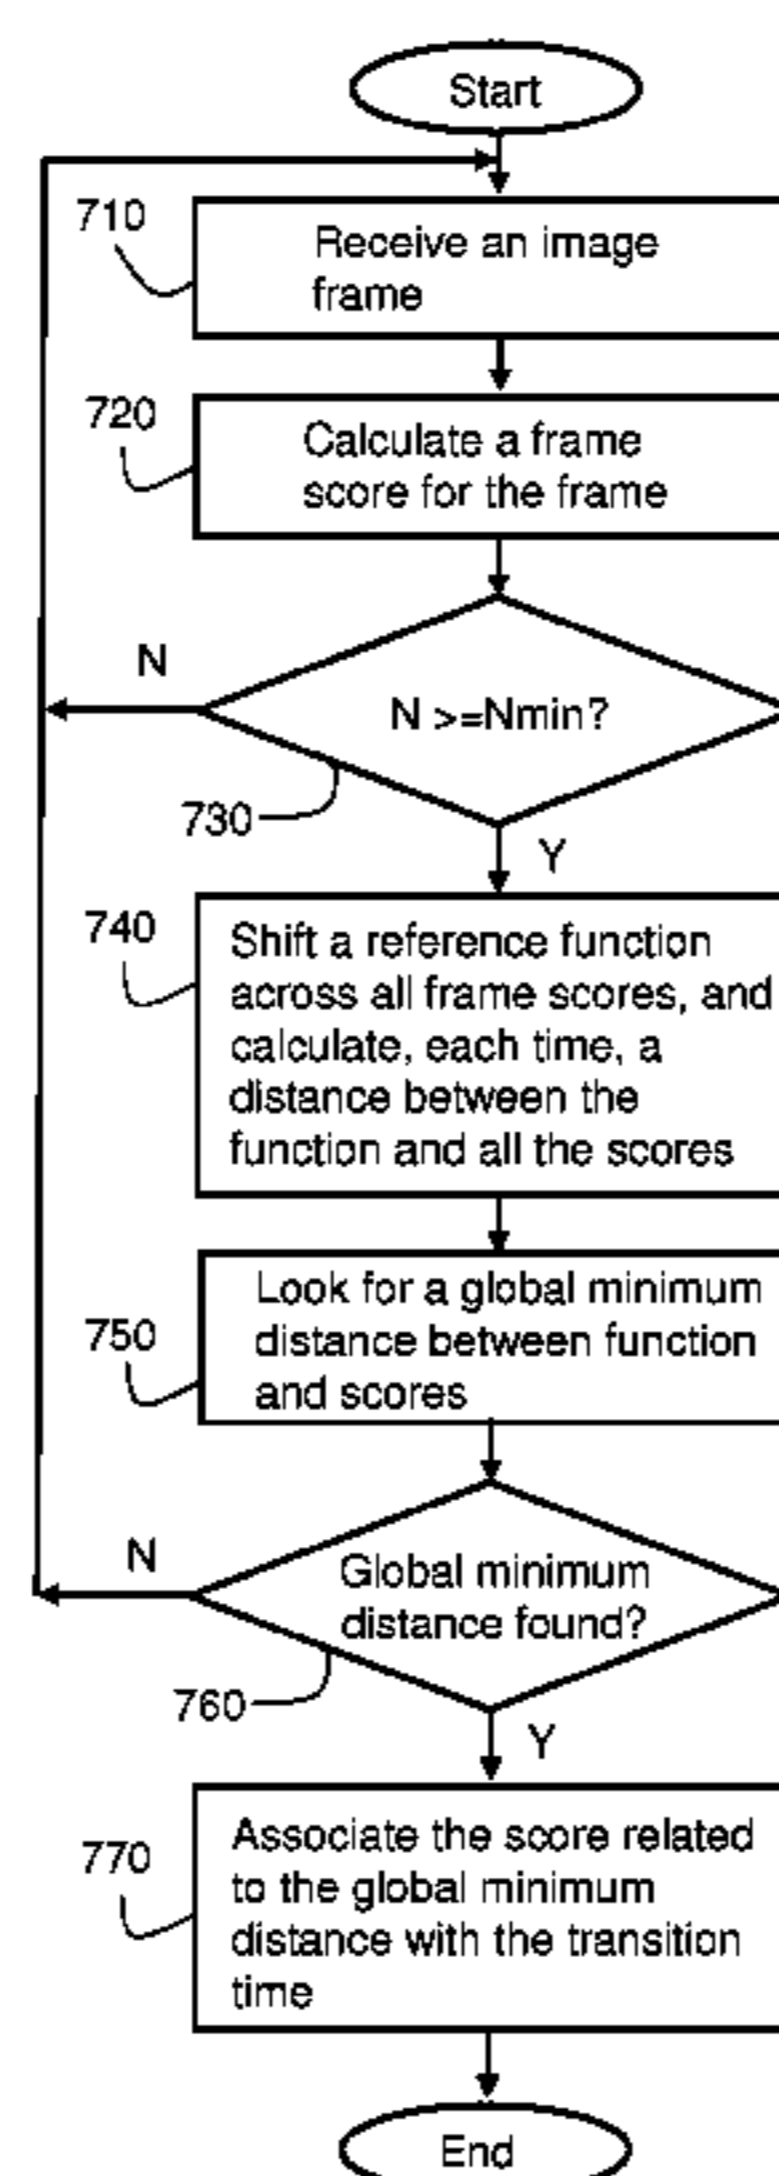 Start
710
Receive an image
frame
720
Calculate a frame
score for the frame
N
N >=Nmin?
730
Y
740
Shift a reference function
across all frame scores, and
calculate, each time, a
distance between the
function and all the scores
750
Look for a global minimum
distance between function
and scores
N
Global minimum
distance found?
760
Y
770
Associate the score related
to the global minimum
distance with the transition
time
End